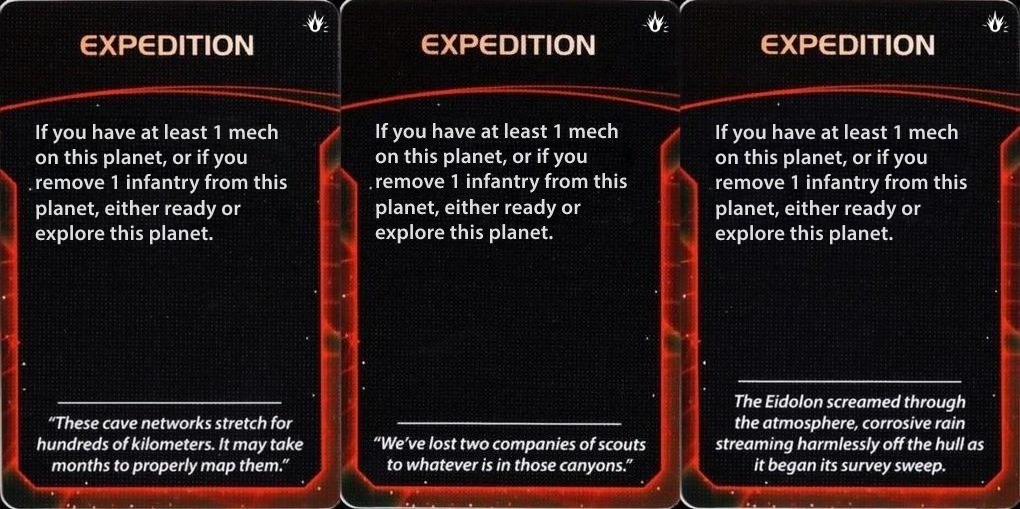 EXPEDITION
If you have at least 1 mech
on this planet, or if you
remove 1 infantry from this
planet, either ready or
explore this planet.
“These cave networks stretch for
hundreds of kilometers. It may take
months to properly map them.”
EXPEDITION
If you have at least 1 mech
on this planet, or if you
remove 1 infantry from this
planet, either ready or
explore this planet.
“We’ve lost two companies of scouts
to whatever is in those canyons.”
EXPEDITION
If you have at least 1 mech
on this planet, or if you
remove 1 infantry from this
planet, either ready or
explore this planet.
The Eidolon screamed through
the atmosphere, corrosive rain
streaming harmlessly off the hull as
it began its survey sweep.